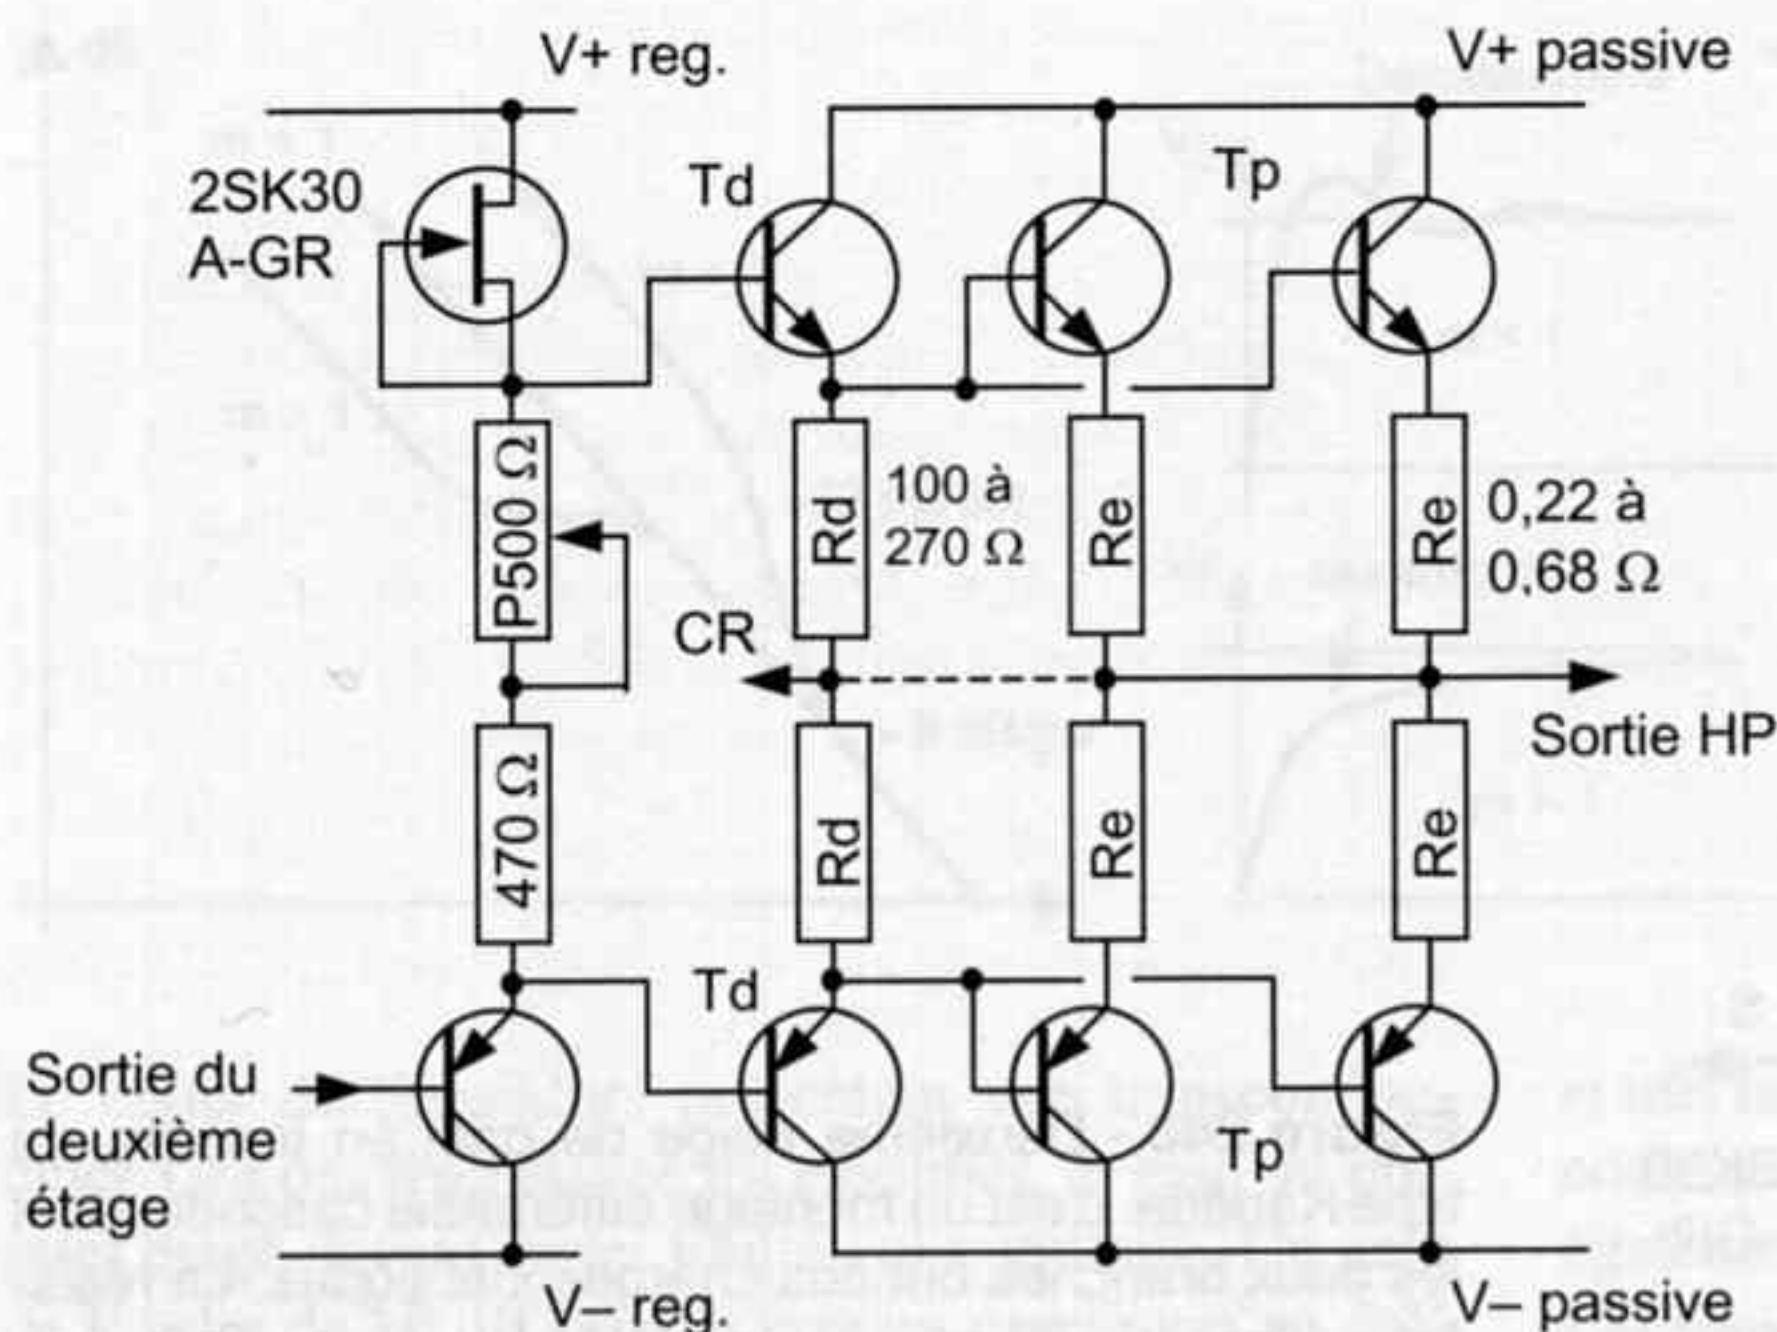 V+ reg.
V+ passive
2SK30
A-GR
Td
Tp
P500 Ω
Rd
100 à
270 Ω
Re
Re
0,22 à
0,68 Ω
CR
Sortie HP
470 Ω
Rd
Re
Re
Td
Sortie du
deuxième
étage
Tp
V– reg.
V– passive